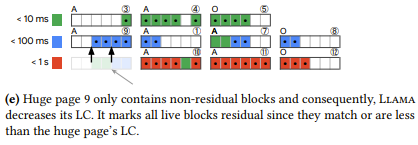 A ③ A ④ O ⑤
< 10 ms
A ⑨ A ① A ⑦ O ⑧
< 100 ms
A ⑩ A ⑪ O ⑫
< 1 s
(e) Huge page 9 only contains non-residual blocks and consequently, LLAMA
decreases its LC. It marks all live blocks residual since they match or are less
than the huge page's LC.